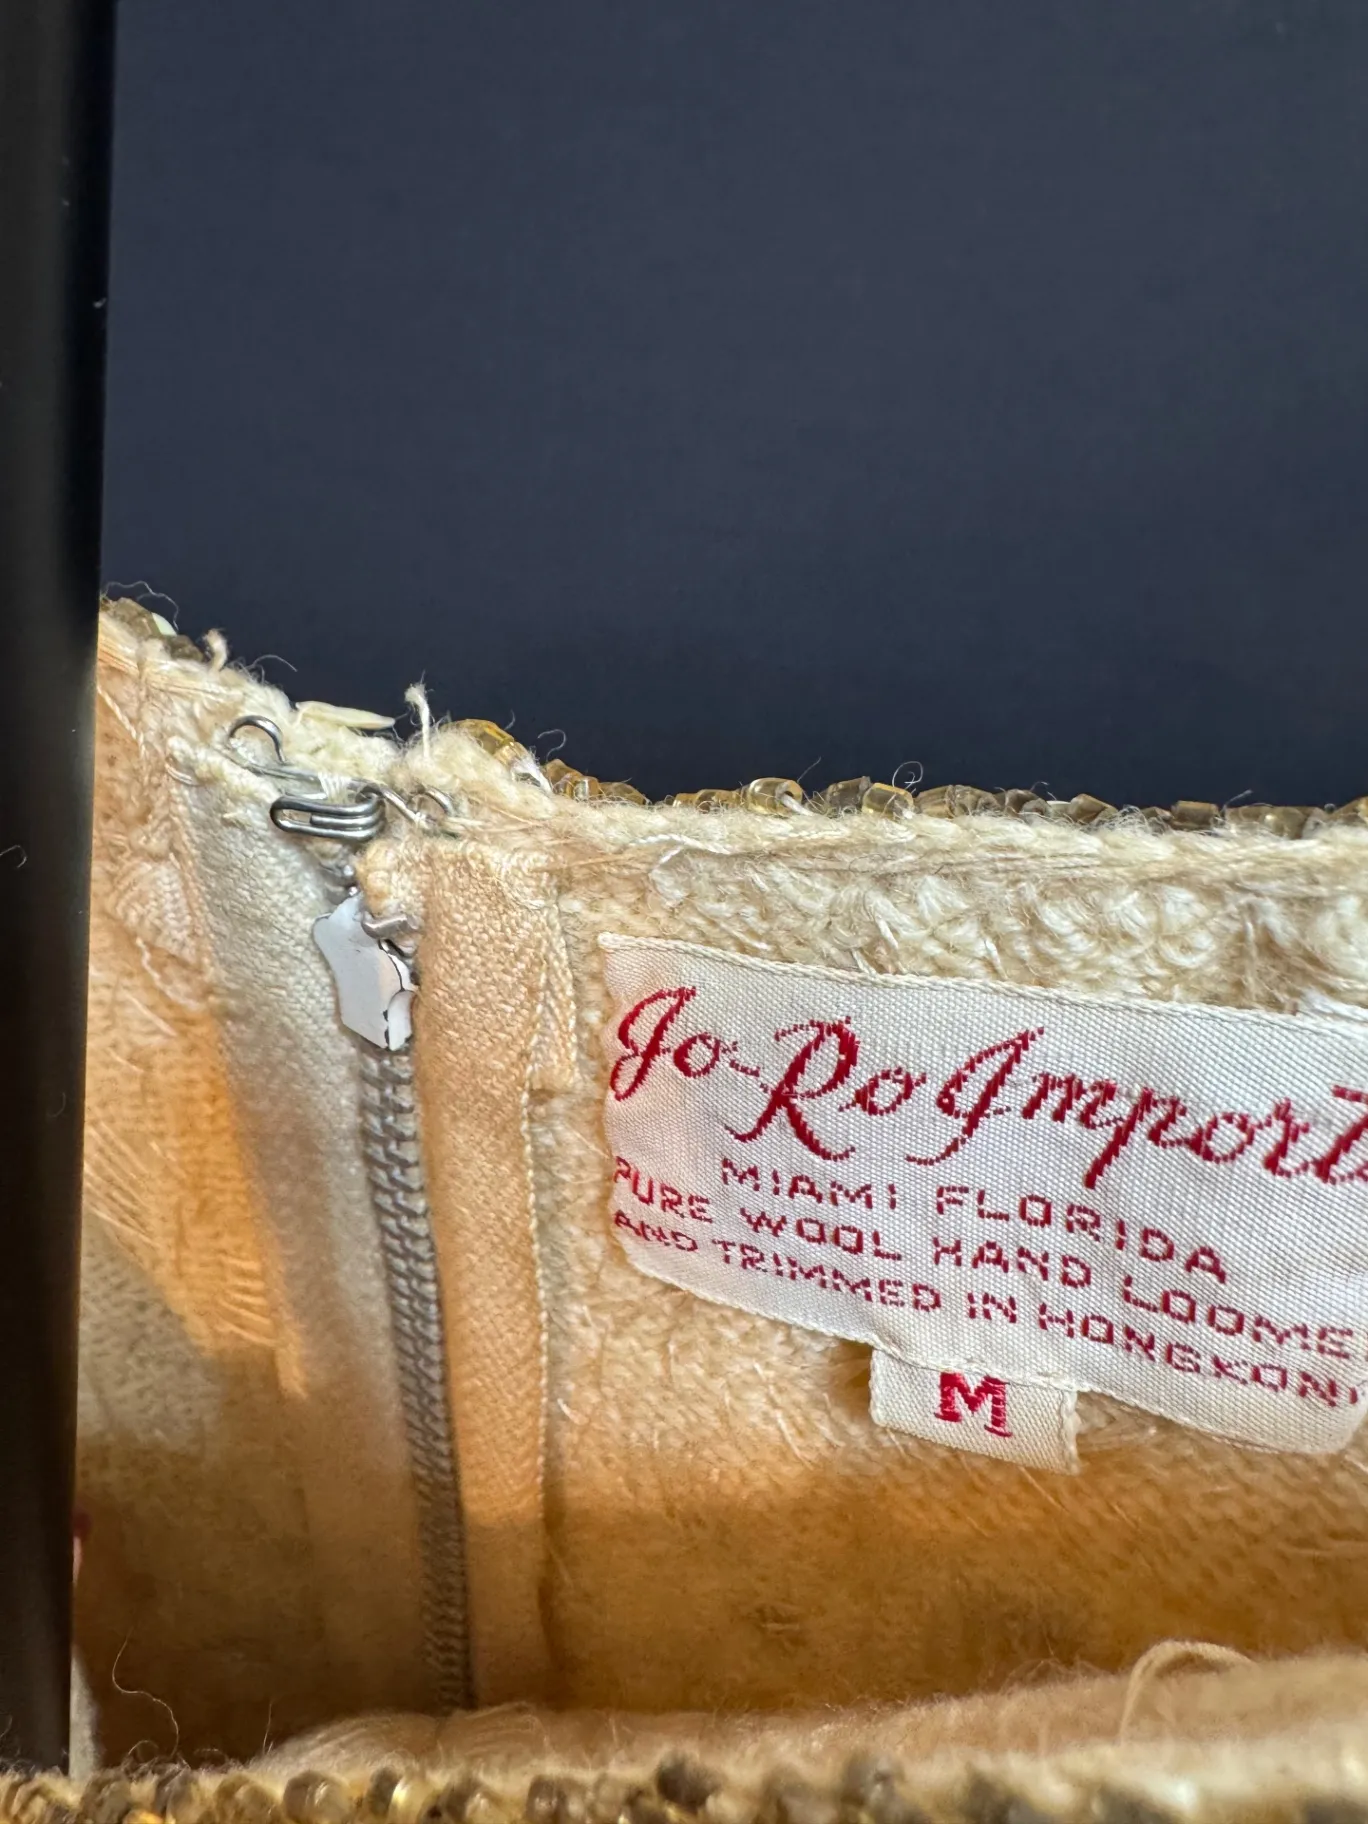 Jo-Ro Import
MIAMI FLORIDA
PURE WOOL HAND LOOME
AND TRIMMED IN HONGKON
M